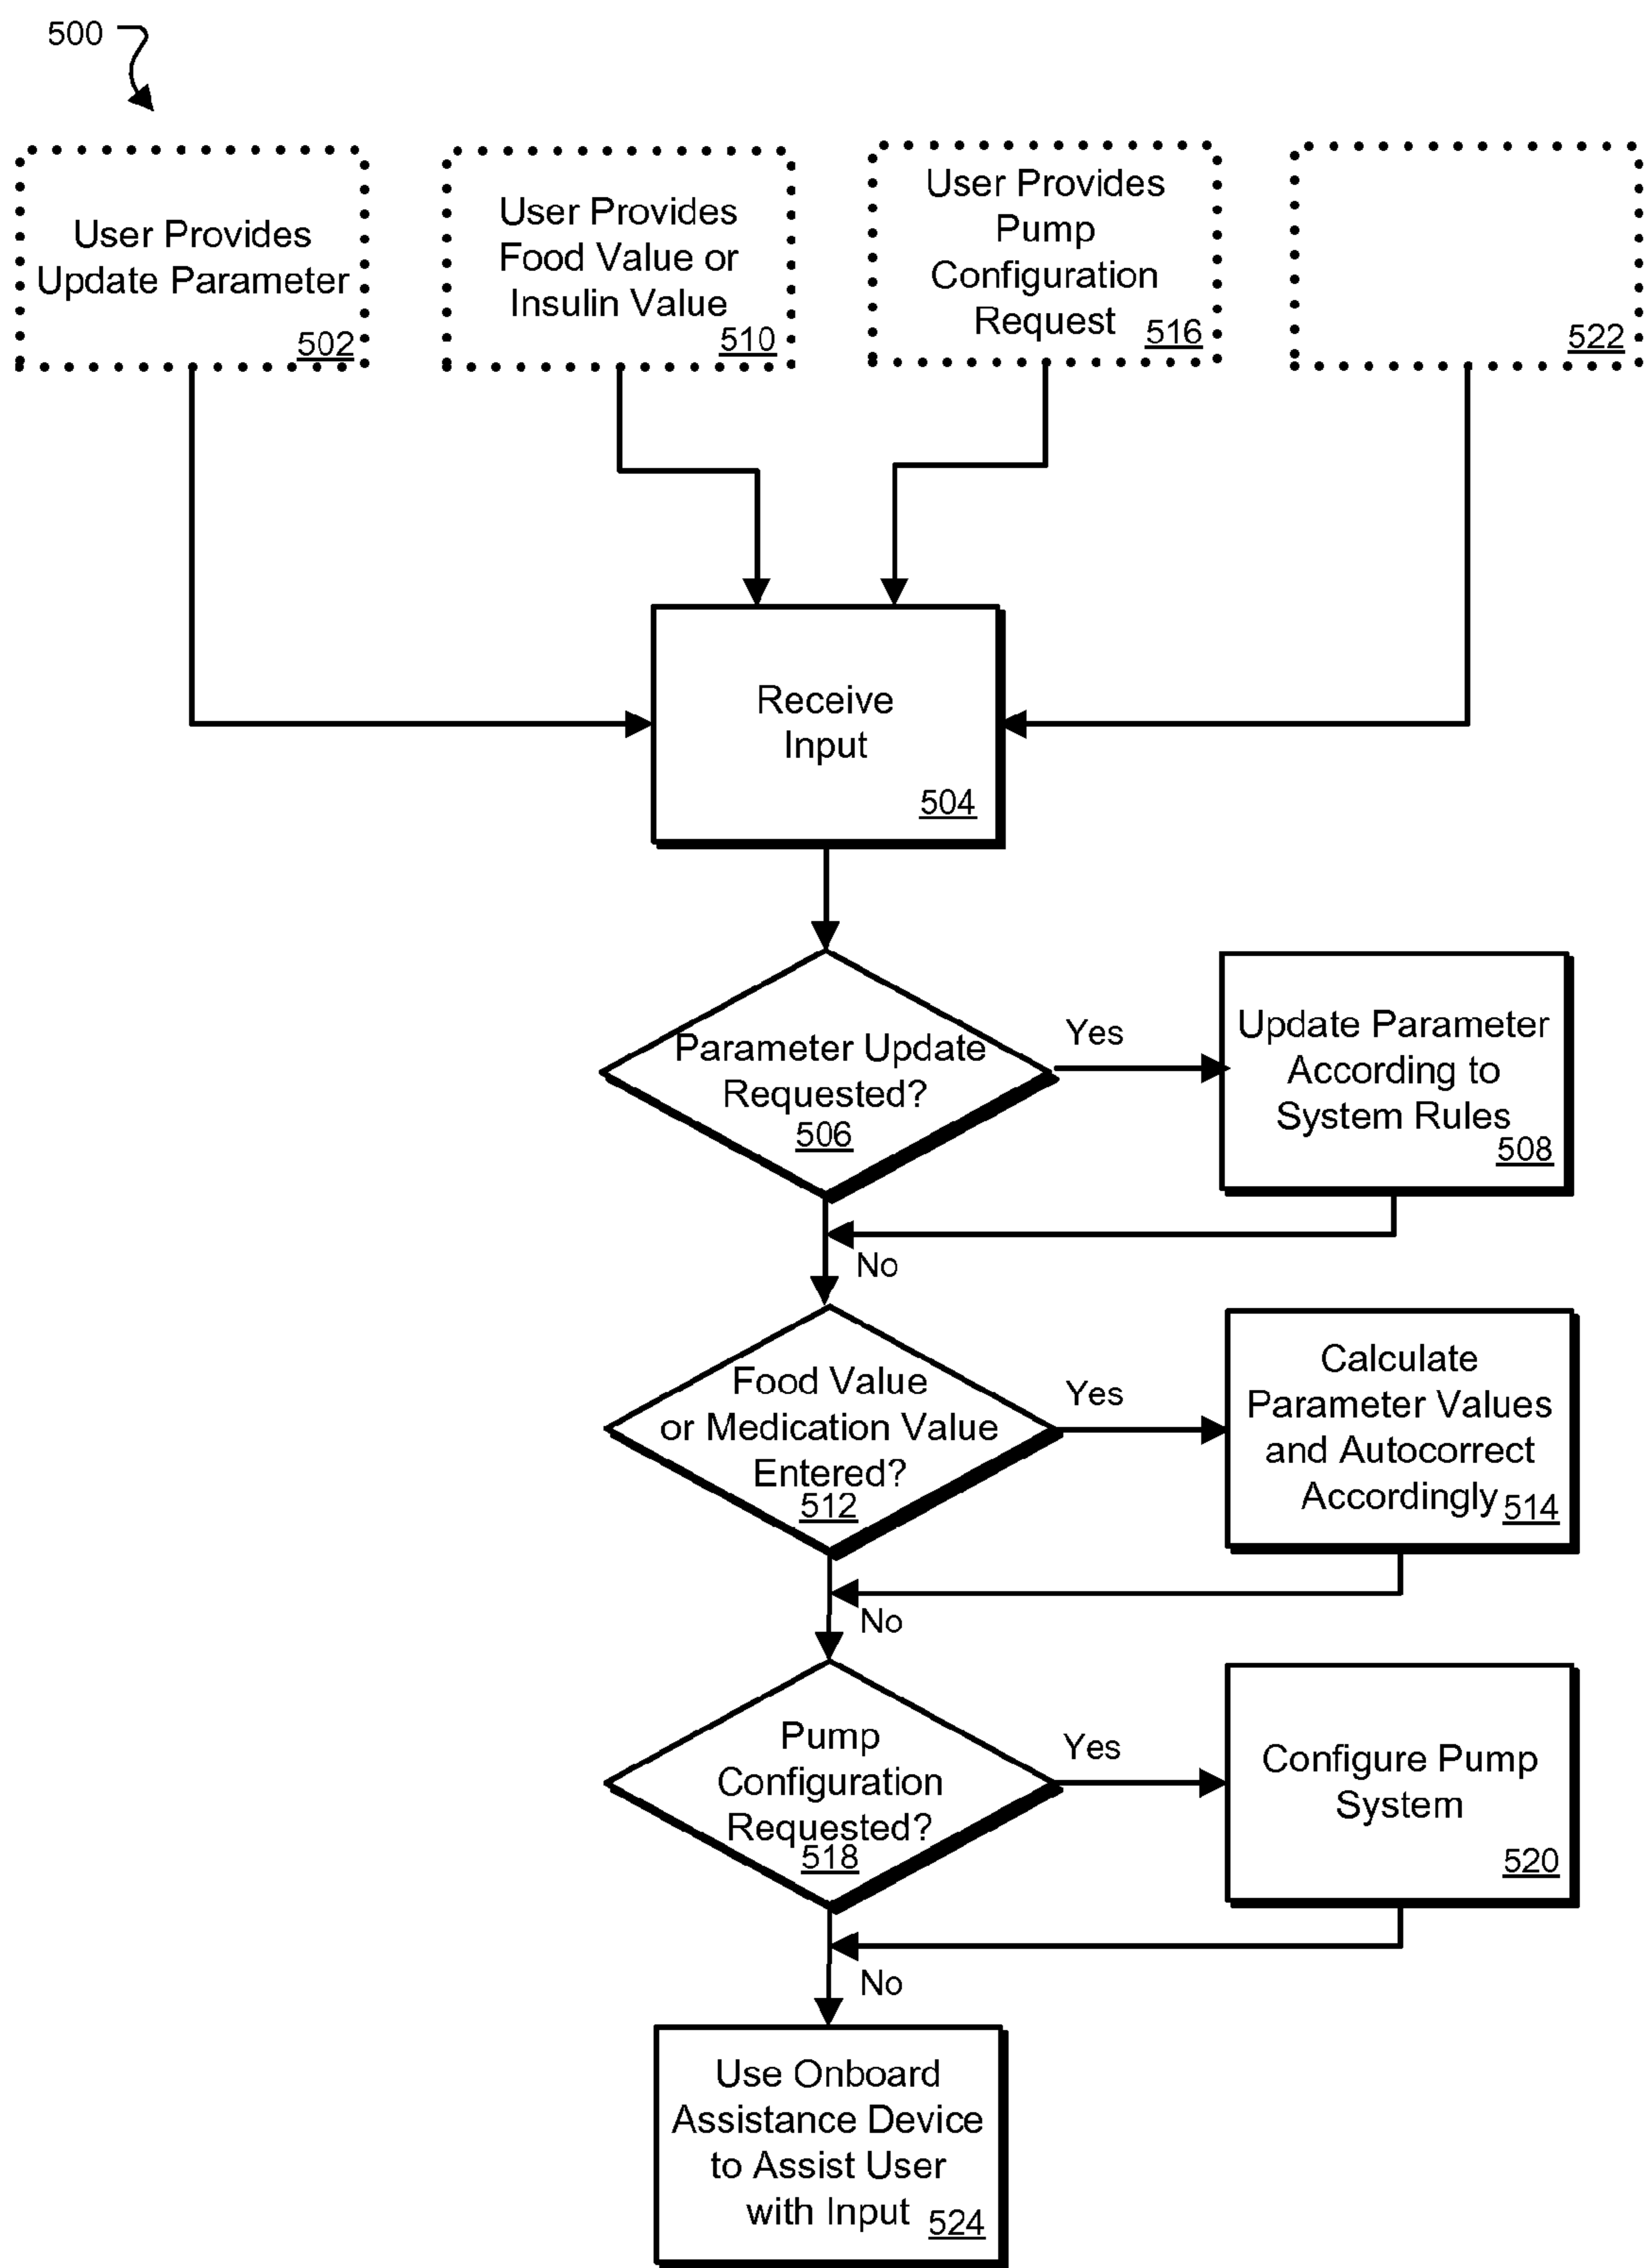 500
User Provides
Update Parameter
502
User Provides
Food Value or
Insulin Value
510
User Provides
Pump
Configuration
Request
516
522
Receive
Input
504
Parameter Update
Requested?
506
Yes
Update Parameter
According to
System Rules
508
No
Food Value
or Medication Value
Entered?
512
Yes
Calculate
Parameter Values
and Autocorrect
Accordingly
514
No
Pump
Configuration
Requested?
518
Yes
Configure Pump
System
520
No
Use Onboard
Assistance Device
to Assist User
with Input
524